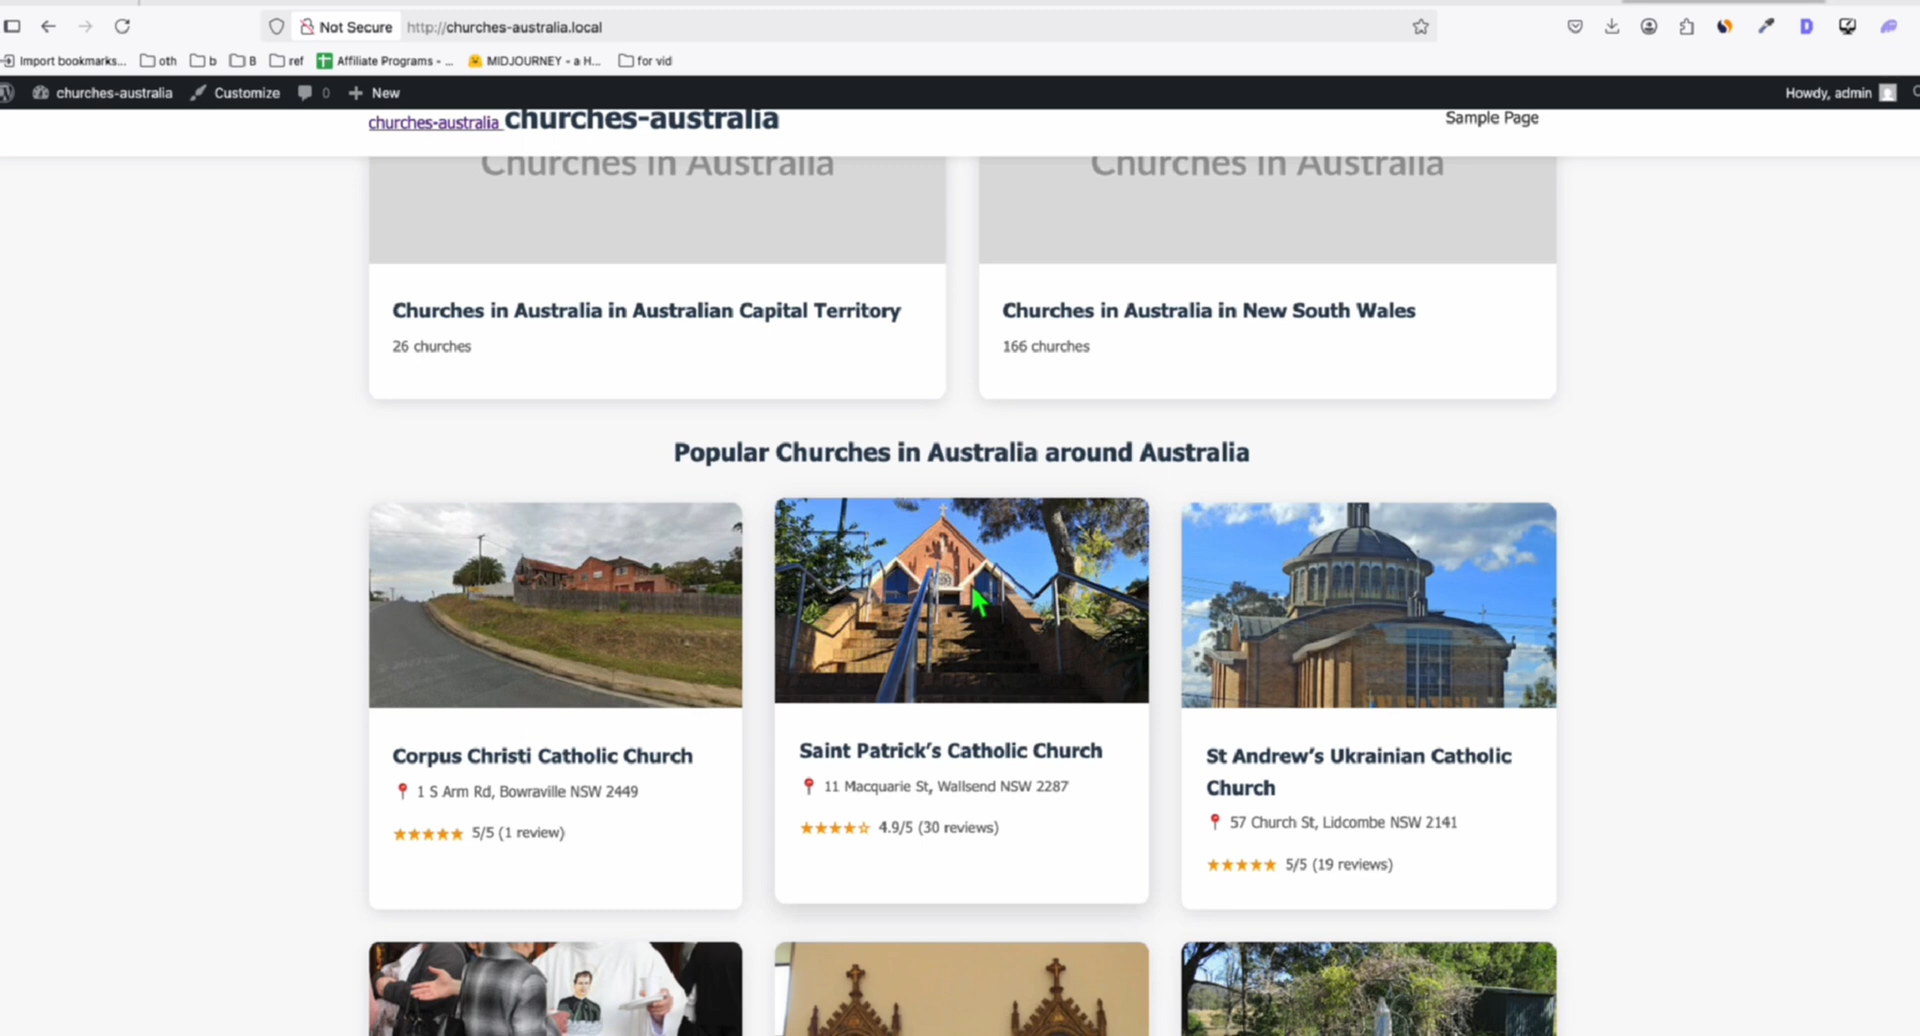 Not Secure http://churches-australia.local
Import bookmarks... oth b B ref Affiliate Programs - ... MIDJOURNEY - a H... for vid
churches-australia Customize 0 New Howdy, admin
churches-australia churches-australia Sample Page
Churches in Australia Churches in Australia
Churches in Australia in Australian Capital Territory
26 churches
Churches in Australia in New South Wales
166 churches
Popular Churches in Australia around Australia
Corpus Christi Catholic Church
1 S Arm Rd, Bowraville NSW 2449
★★★★★ 5/5 (1 review)
Saint Patrick’s Catholic Church
11 Macquarie St, Wallsend NSW 2287
★★★★☆ 4.9/5 (30 reviews)
St Andrew’s Ukrainian Catholic
Church
57 Church St, Lidcombe NSW 2141
★★★★★ 5/5 (19 reviews)